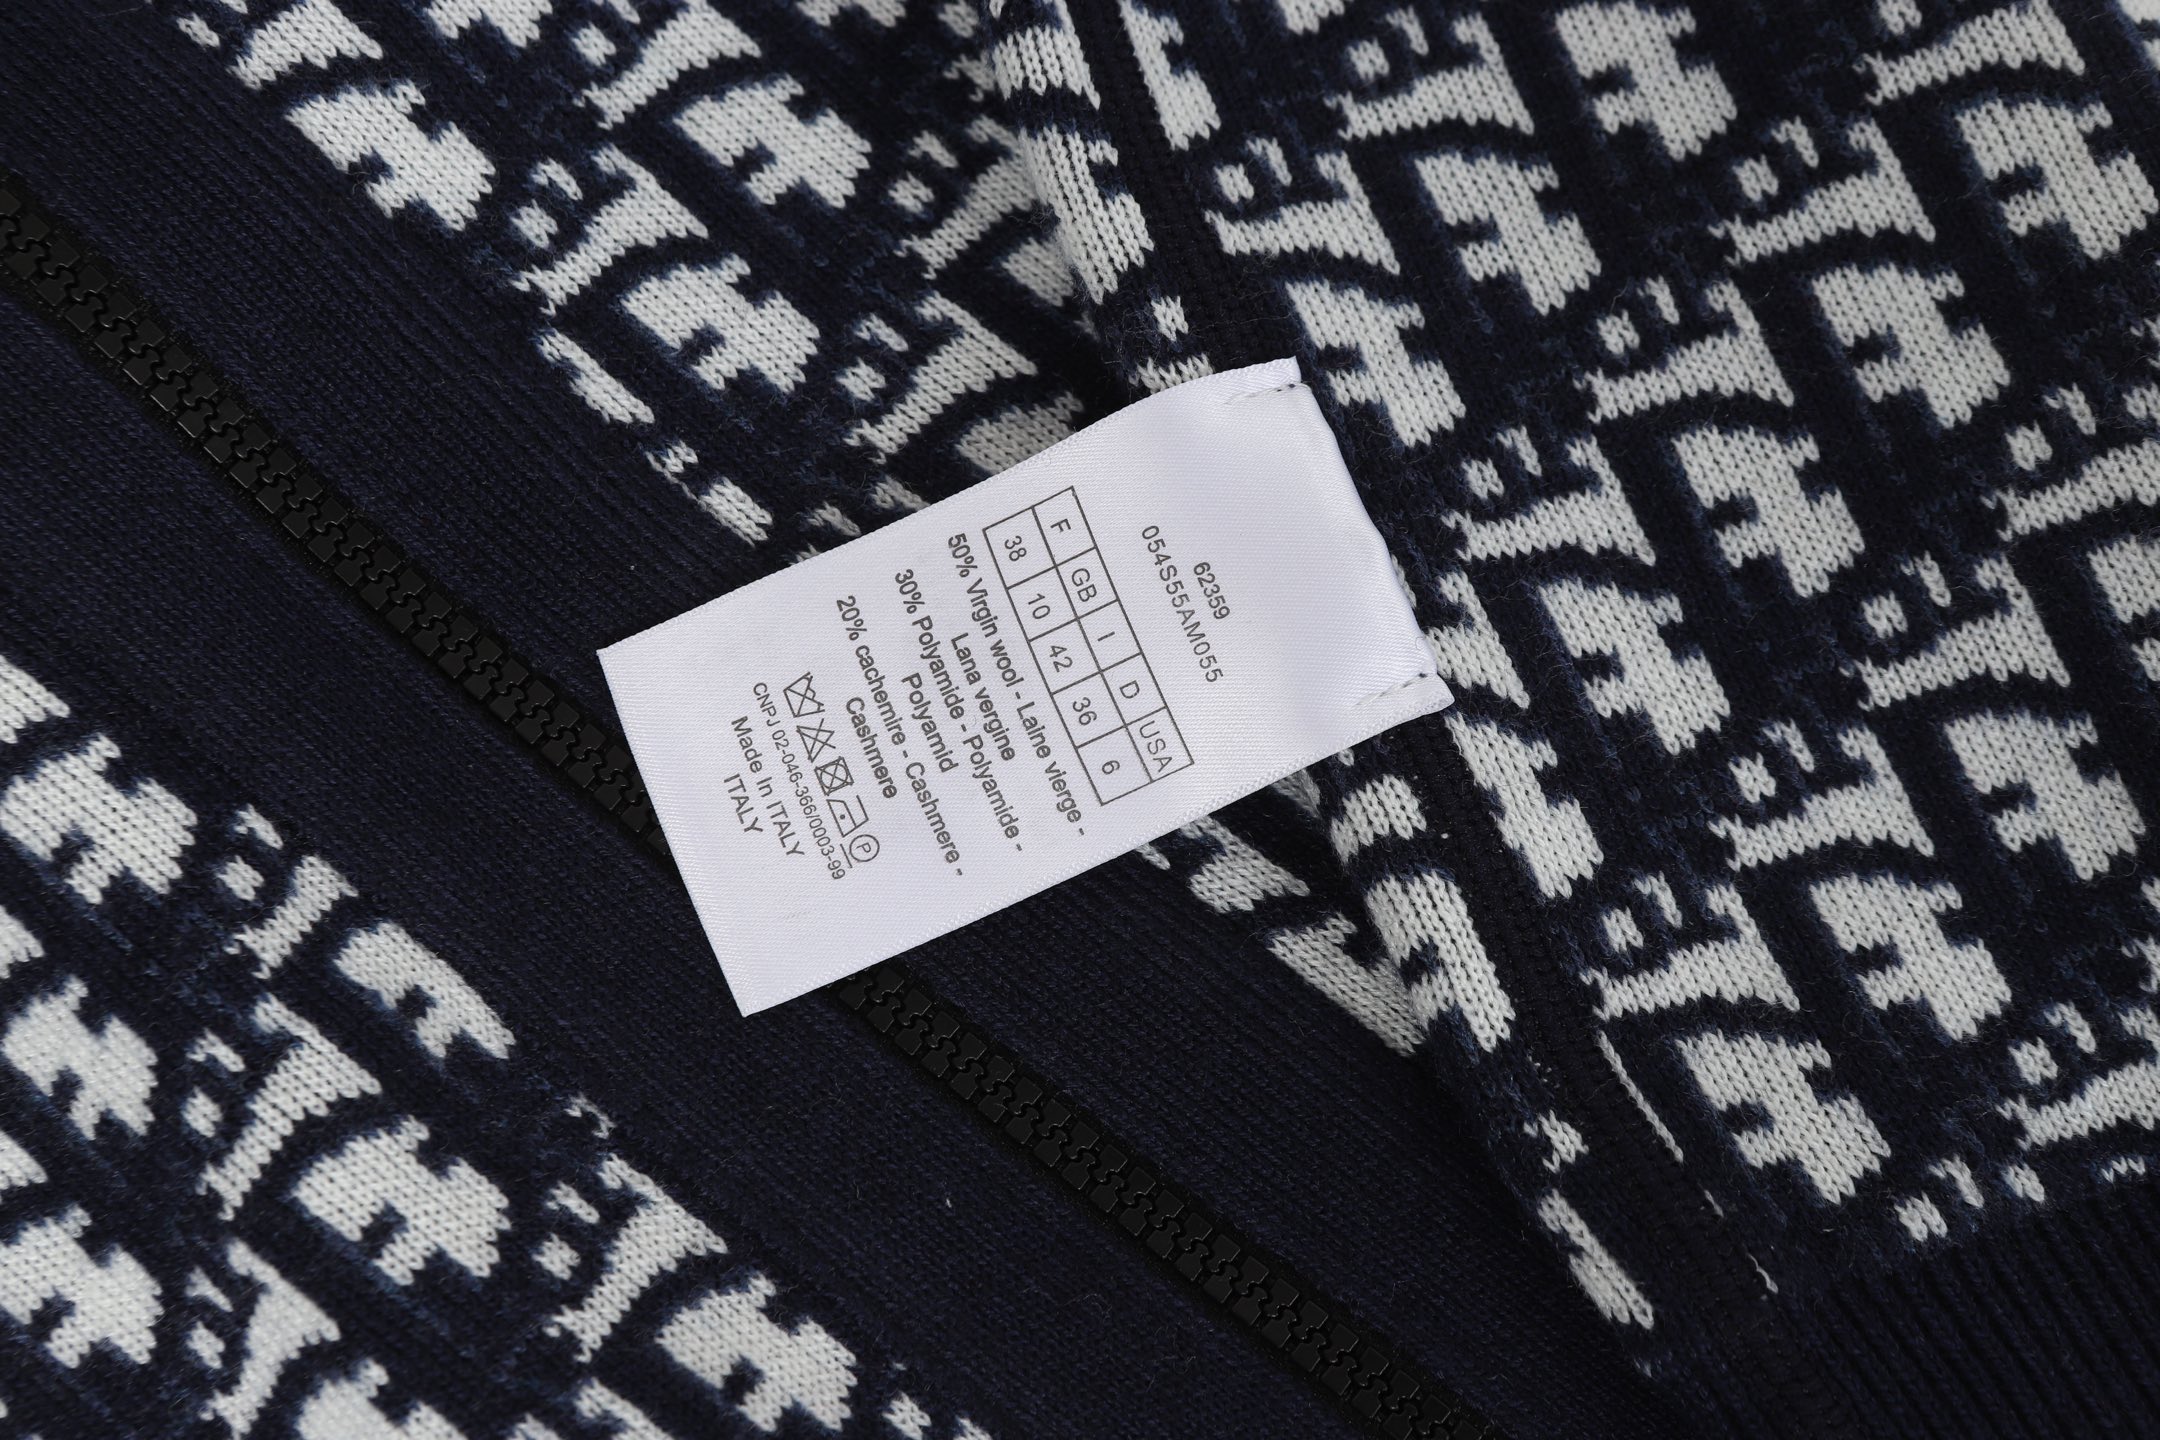 62359
054S55AM055
F GB I D USA
38 10 42 36 6
50% Virgin wool - Laine vierge -
Lana vergine
30% Polyamide - Polyamide -
Polyamid
20% cachemire - Cashmere -
Cashmere
P
CNPJ 02-046-366/0003-99
Made In ITALY
ITALY